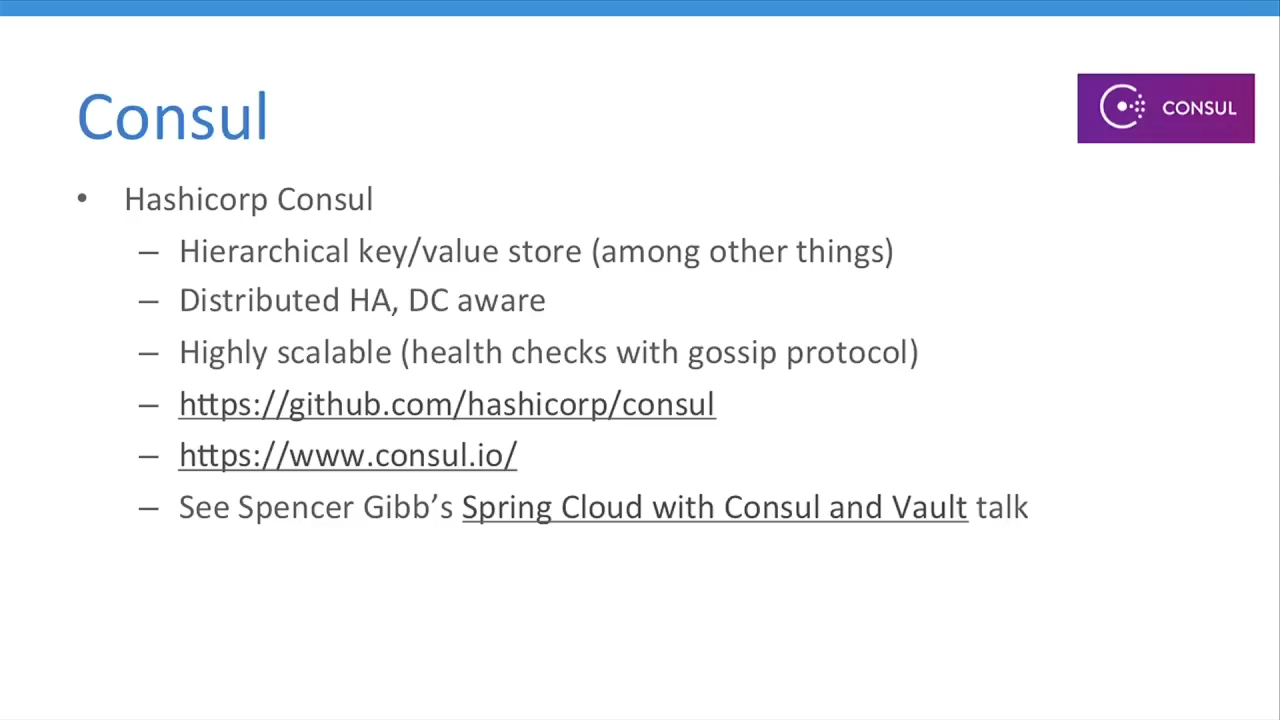 Consul
CONSUL
• Hashicorp Consul
– Hierarchical key/value store (among other things)
– Distributed HA, DC aware
– Highly scalable (health checks with gossip protocol)
– https://github.com/hashicorp/consul
– https://www.consul.io/
– See Spencer Gibb’s Spring Cloud with Consul and Vault talk